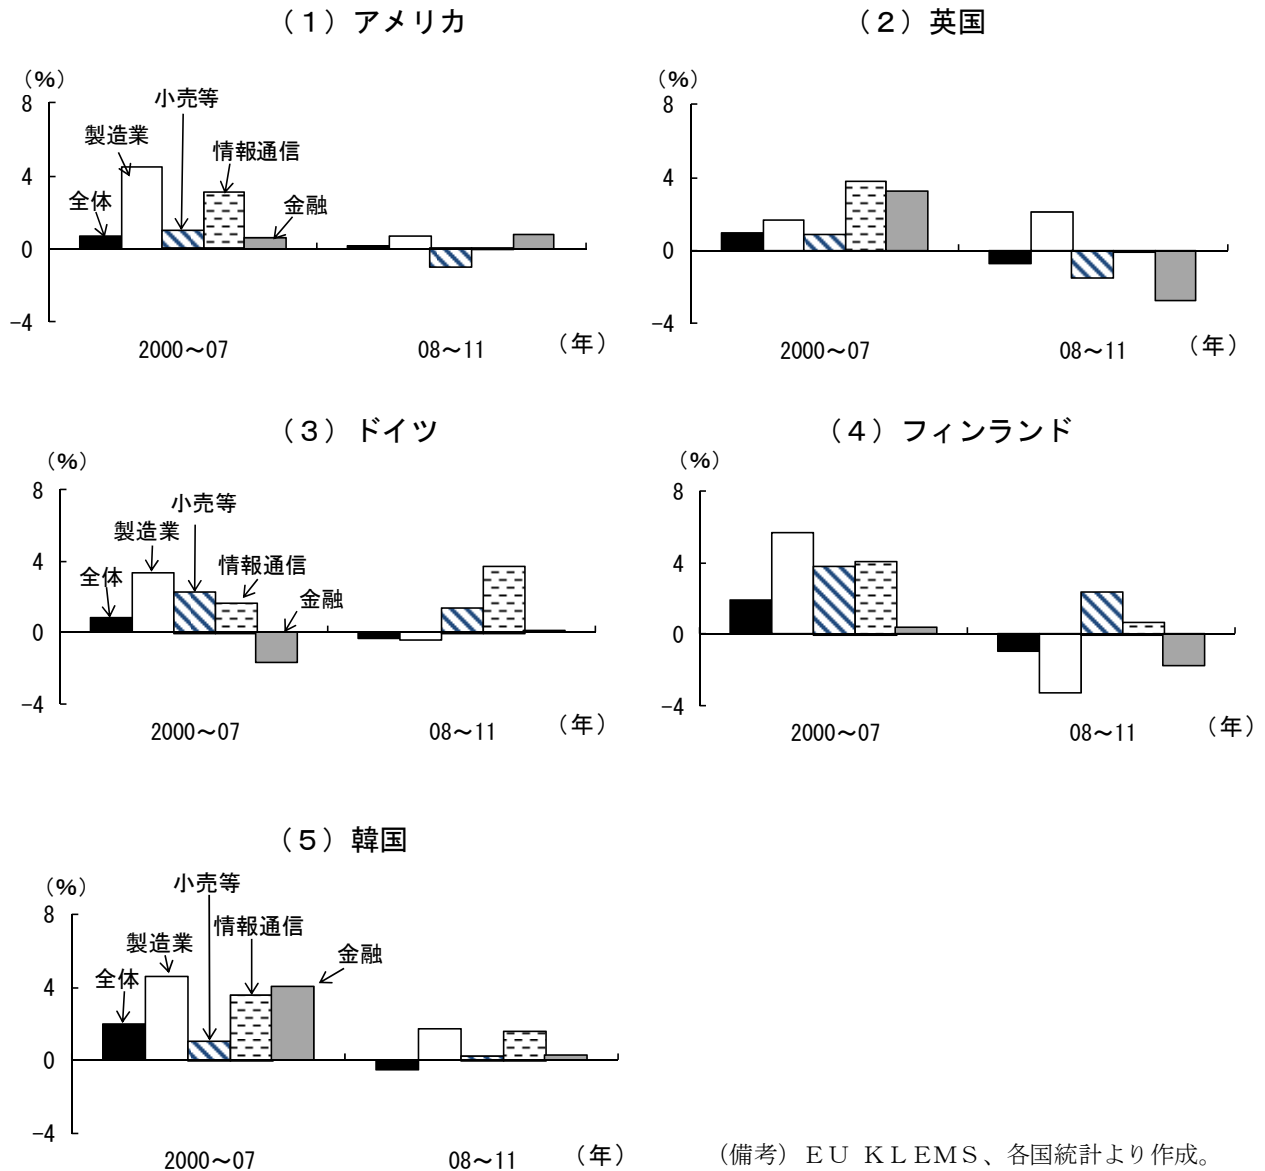 （１）アメリカ
（%）
8
4
0
-4
全体
製造業
小売等
情報通信
金融
2000～07
08～11
（年）
（２）英国
（%）
8
4
0
-4
2000～07
08～11
（年）
（３）ドイツ
（%）
8
4
0
-4
全体
製造業
小売等
情報通信
金融
2000～07
08～11
（年）
（４）フィンランド
（%）
8
4
0
-4
2000～07
08～11
（年）
（５）韓国
（%）
8
4
0
-4
全体
製造業
小売等
情報通信
金融
2000～07
08～11
（年）
（備考）ＥＵ ＫＬＥＭＳ、各国統計より作成。